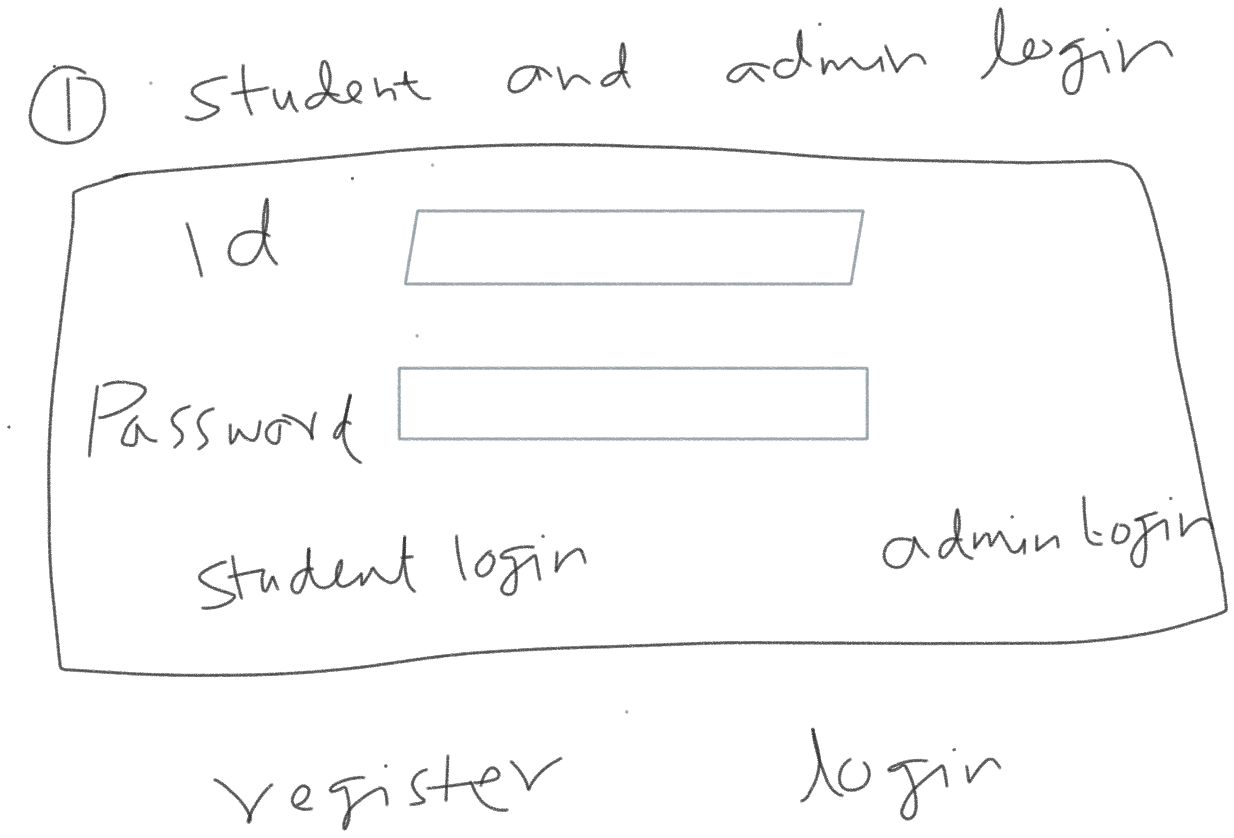 ① student and admin login
Id
Password
student login admin Login
register login